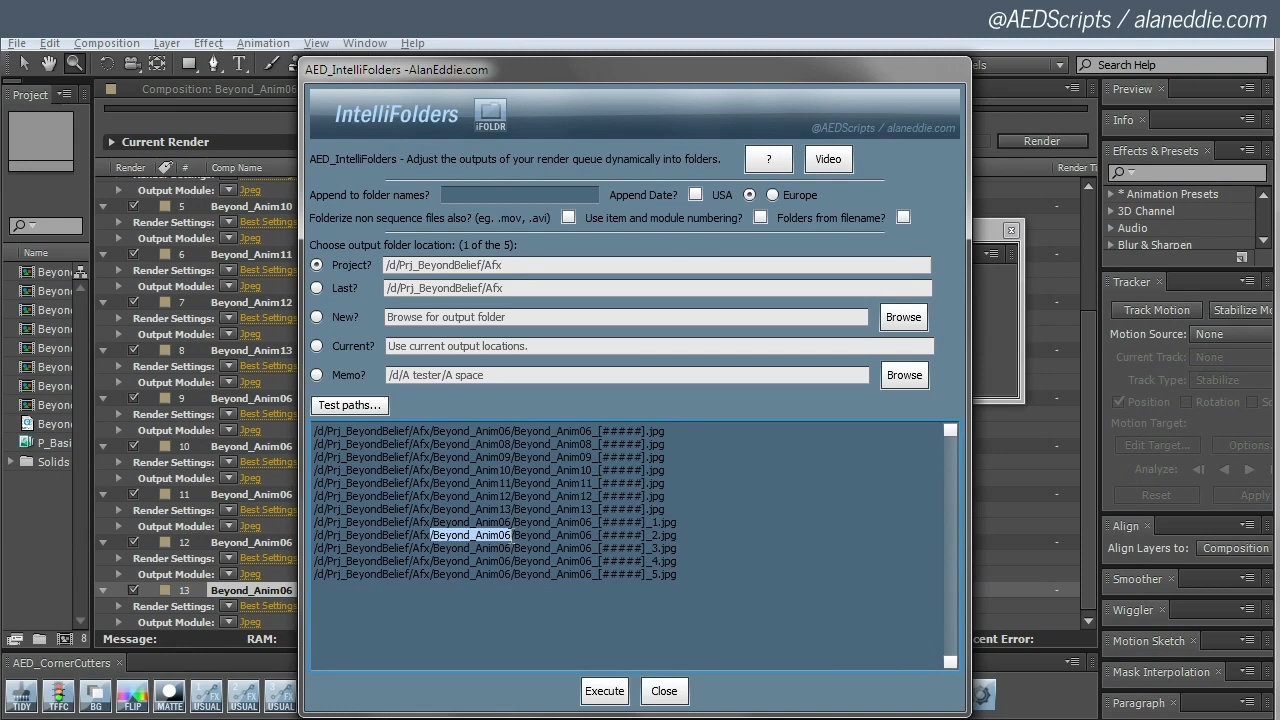 @AEDScripts / alaneddie.com
File Edit Composition Layer Effect Animation View Window Help
AED_IntelliFolders -AlanEddie.com
Search Help
Project
Composition: Beyond_Anim06
Preview
Current Render
Render
Info
Render # Comp Name
Render Ti
Effects & Presets
IntelliFolders
iFOLDR
@AEDScripts / alaneddie.com
AED_IntelliFolders - Adjust the outputs of your render queue dynamically into folders.
?
Video
Append to folder names?
Append Date?
USA
Europe
Folderize non sequence files also? (eg. .mov, .avi)
Use item and module numbering?
Folders from filename?
Choose output folder location: (1 of the 5):
Project? /d/Prj_BeyondBelief/Afx
Last? /d/Prj_BeyondBelief/Afx
New? Browse for output folder Browse
Current? Use current output locations.
Memo? /d/A tester/A space Browse
Test paths...
/d/Prj_BeyondBelief/Afx/Beyond_Anim06/Beyond_Anim06_[#####].jpg
/d/Prj_BeyondBelief/Afx/Beyond_Anim08/Beyond_Anim08_[#####].jpg
/d/Prj_BeyondBelief/Afx/Beyond_Anim09/Beyond_Anim09_[#####].jpg
/d/Prj_BeyondBelief/Afx/Beyond_Anim10/Beyond_Anim10_[#####].jpg
/d/Prj_BeyondBelief/Afx/Beyond_Anim11/Beyond_Anim11_[#####].jpg
/d/Prj_BeyondBelief/Afx/Beyond_Anim12/Beyond_Anim12_[#####].jpg
/d/Prj_BeyondBelief/Afx/Beyond_Anim13/Beyond_Anim13_[#####].jpg
/d/Prj_BeyondBelief/Afx/Beyond_Anim06/Beyond_Anim06_[#####]_1.jpg
/d/Prj_BeyondBelief/Afx/Beyond_Anim06/Beyond_Anim06_[#####]_2.jpg
/d/Prj_BeyondBelief/Afx/Beyond_Anim06/Beyond_Anim06_[#####]_3.jpg
/d/Prj_BeyondBelief/Afx/Beyond_Anim06/Beyond_Anim06_[#####]_4.jpg
/d/Prj_BeyondBelief/Afx/Beyond_Anim06/Beyond_Anim06_[#####]_5.jpg
Execute
Close
Name
Beyon
Beyon
Beyon
Beyon
Beyon
Beyon
Beyon
Beyon
Beyon
P_Basi
Solids
Output Module: Jpeg
5 Beyond_Anim10
Render Settings: Best Settings
Output Module: Jpeg
6 Beyond_Anim11
Render Settings: Best Settings
Output Module: Jpeg
7 Beyond_Anim12
Render Settings: Best Settings
Output Module: Jpeg
8 Beyond_Anim13
Render Settings: Best Settings
Output Module: Jpeg
9 Beyond_Anim06
Render Settings: Best Settings
Output Module: Jpeg
10 Beyond_Anim06
Render Settings: Best Settings
Output Module: Jpeg
11 Beyond_Anim06
Render Settings: Best Settings
Output Module: Jpeg
12 Beyond_Anim06
Render Settings: Best Settings
Output Module: Jpeg
13 Beyond_Anim06
Render Settings: Best Settings
Output Module: Jpeg
8
Message:
RAM:
cent Error:
AED_CornerCutters
TIDY
TFFC
BG
FLIP
MATTE
USUAL
USUAL
USUAL
* Animation Presets
3D Channel
Audio
Blur & Sharpen
Tracker
Track Motion
Stabilize Mo
Motion Source: None
Current Track: None
Track Type: Stabilize
Position
Rotation
Motion Target:
Edit Target...
Options.
Analyze:
Reset
Apply
Align
Align Layers to: Composition
Smoother
Wiggler
Motion Sketch
Mask Interpolation
Paragraph